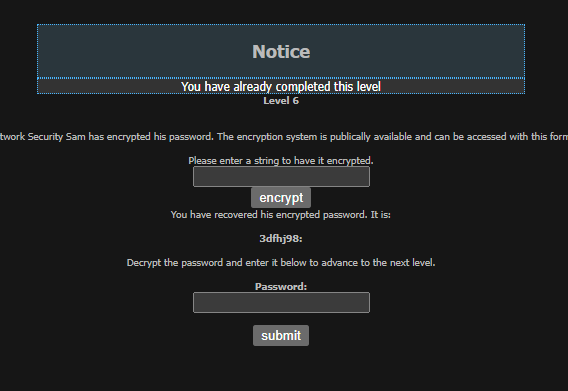 Notice
You have already completed this level
Level 6
twork Security Sam has encrypted his password. The encryption system is publically available and can be accessed with this form
Please enter a string to have it encrypted.
encrypt
You have recovered his encrypted password. It is:
3dfhj98:
Decrypt the password and enter it below to advance to the next level.
Password:
submit